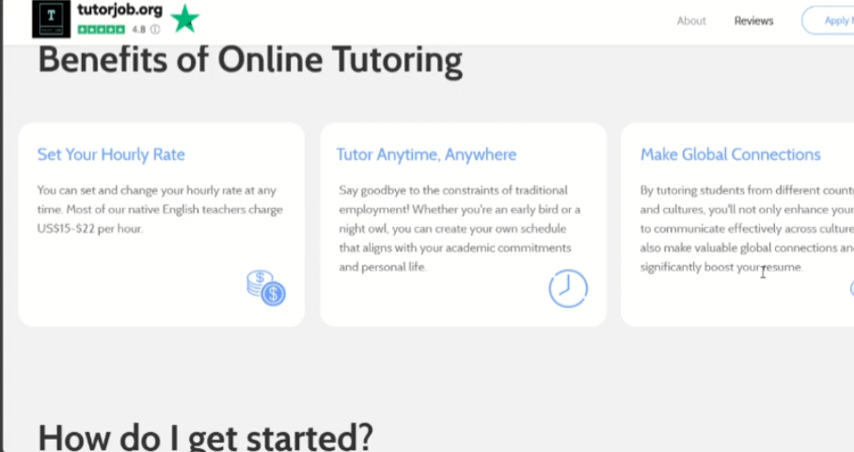 tutorjob.org
4.8
About
Reviews
Apply
Benefits of Online Tutoring
Set Your Hourly Rate
You can set and change your hourly rate at any
time. Most of our native English teachers charge
US$15-$22 per hour.
Tutor Anytime, Anywhere
Say goodbye to the constraints of traditional
employment! Whether you're an early bird or a
night owl, you can create your own schedule
that aligns with your academic commitments
and personal life.
Make Global Connections
By tutoring students from different
and cultures, you'll not only enhance your
to communicate effectively across
also make valuable global connections
significantly boost your resume.
How do I get started?